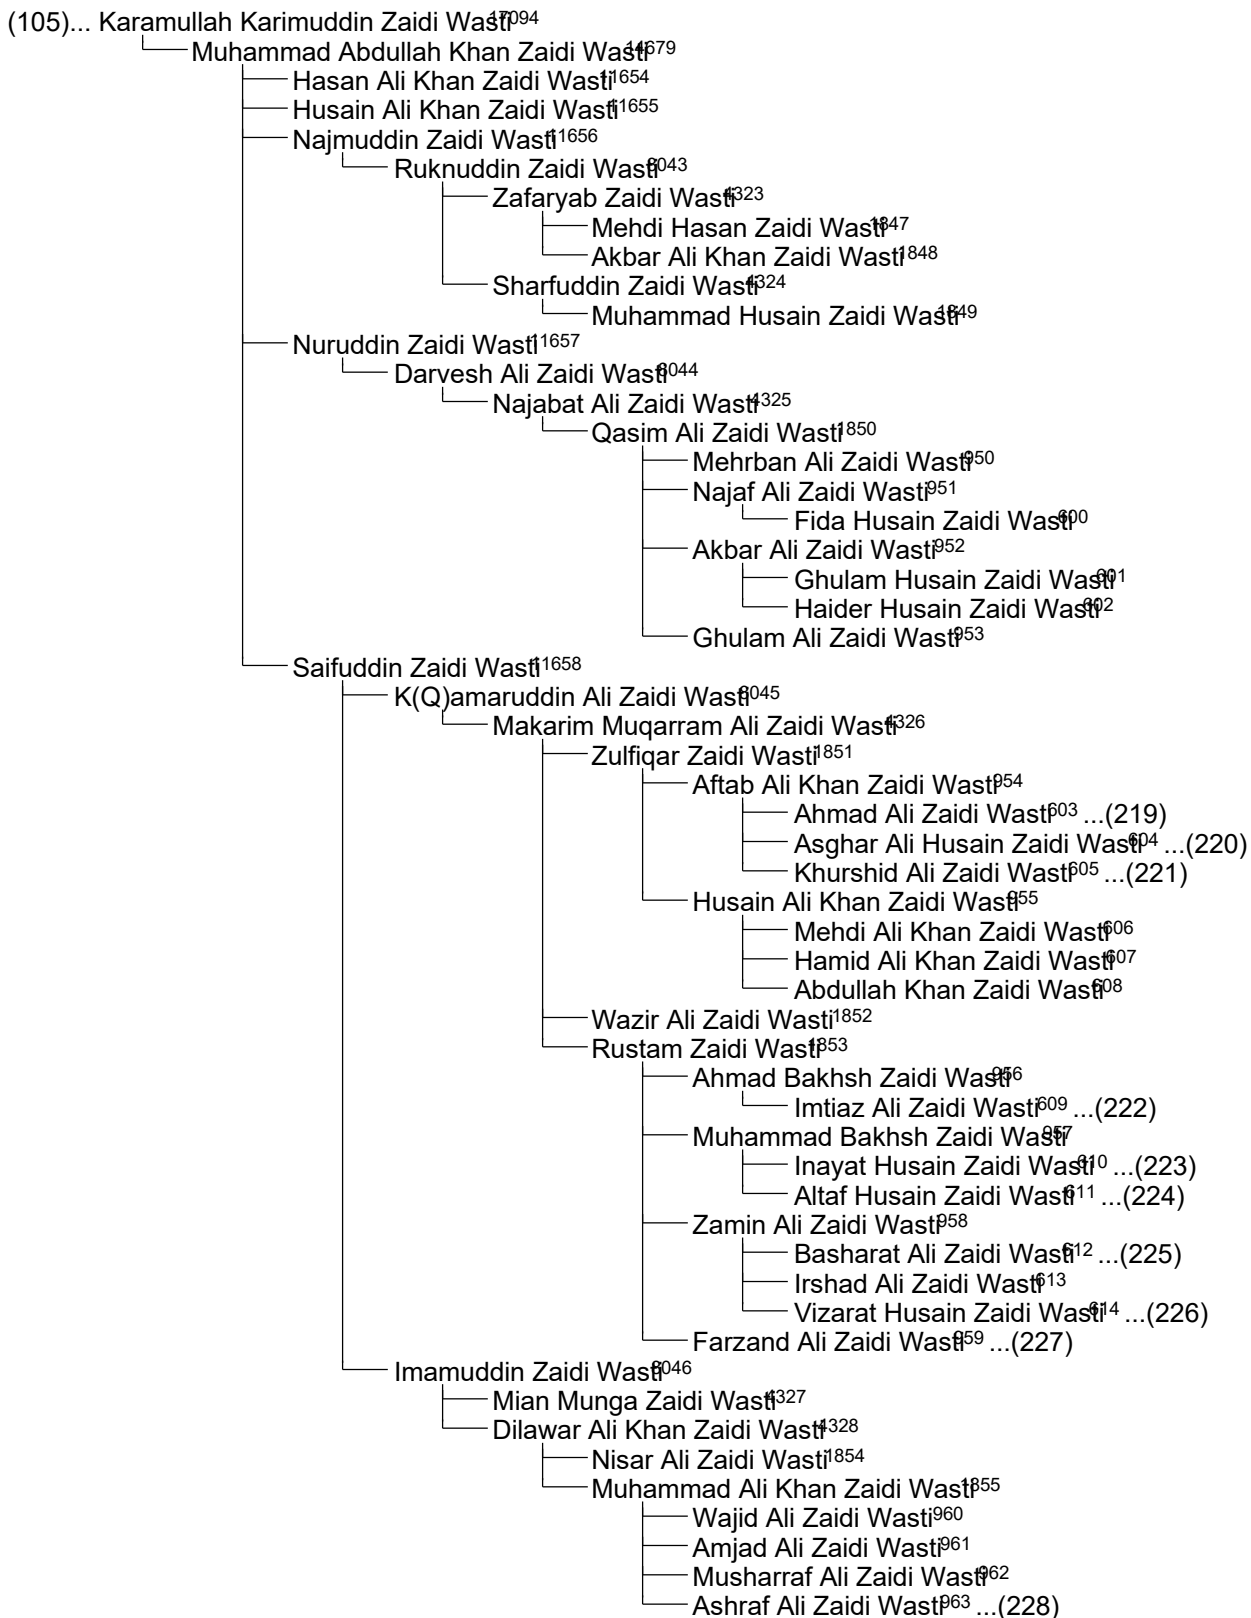 (105)... Karamullah Karimuddin Zaidi Wasti17094
Muhammad Abdullah Khan Zaidi Wasti14679
Hasan Ali Khan Zaidi Wasti11654
Husain Ali Khan Zaidi Wasti11655
Najmuddin Zaidi Wasti11656
Ruknuddin Zaidi Wasti8043
Zafaryab Zaidi Wasti4323
Mehdi Hasan Zaidi Wasti1847
Akbar Ali Khan Zaidi Wasti1848
Sharfuddin Zaidi Wasti4324
Muhammad Husain Zaidi Wasti1849
Nuruddin Zaidi Wasti11657
Darvesh Ali Zaidi Wasti8044
Najabat Ali Zaidi Wasti4325
Qasim Ali Zaidi Wasti1850
Mehrban Ali Zaidi Wasti950
Najaf Ali Zaidi Wasti951
Fida Husain Zaidi Wasti600
Akbar Ali Zaidi Wasti952
Ghulam Husain Zaidi Wasti601
Haider Husain Zaidi Wasti602
Ghulam Ali Zaidi Wasti953
Saifuddin Zaidi Wasti11658
K(Q)amaruddin Ali Zaidi Wasti8045
Makarim Muqarram Ali Zaidi Wasti4326
Zulfiqar Zaidi Wasti1851
Aftab Ali Khan Zaidi Wasti954
Ahmad Ali Zaidi Wasti603 ...(219)
Asghar Ali Husain Zaidi Wasti604 ...(220)
Khurshid Ali Zaidi Wasti605 ...(221)
Husain Ali Khan Zaidi Wasti955
Mehdi Ali Khan Zaidi Wasti606
Hamid Ali Khan Zaidi Wasti607
Abdullah Khan Zaidi Wasti608
Wazir Ali Zaidi Wasti1852
Rustam Zaidi Wasti1853
Ahmad Bakhsh Zaidi Wasti956
Imtiaz Ali Zaidi Wasti609 ...(222)
Muhammad Bakhsh Zaidi Wasti957
Inayat Husain Zaidi Wasti610 ...(223)
Altaf Husain Zaidi Wasti611 ...(224)
Zamin Ali Zaidi Wasti958
Basharat Ali Zaidi Wasti612 ...(225)
Irshad Ali Zaidi Wasti613
Vizarat Husain Zaidi Wasti614 ...(226)
Farzand Ali Zaidi Wasti959 ...(227)
Imamuddin Zaidi Wasti8046
Mian Munga Zaidi Wasti4327
Dilawar Ali Khan Zaidi Wasti4328
Nisar Ali Zaidi Wasti1854
Muhammad Ali Khan Zaidi Wasti1855
Wajid Ali Zaidi Wasti960
Amjad Ali Zaidi Wasti961
Musharraf Ali Zaidi Wasti962
Ashraf Ali Zaidi Wasti963 ...(228)